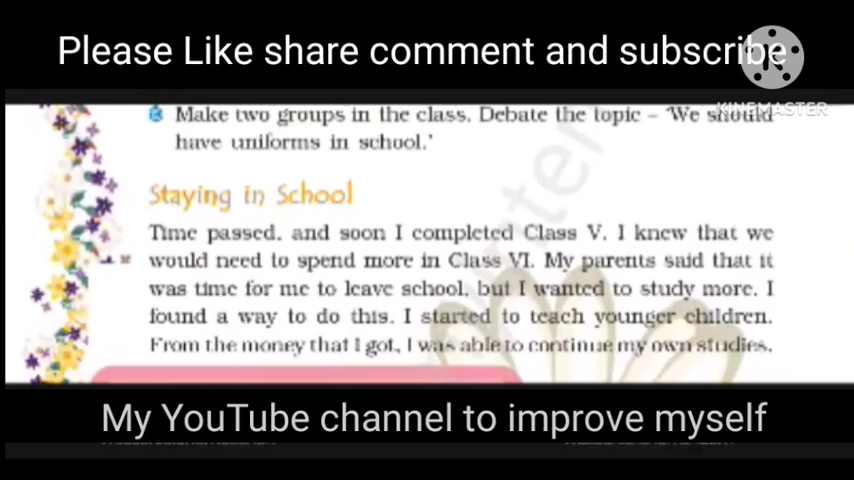 Please Like share comment and subscribe
KINEMASTER
Make two groups in the class. Debate the topic – 'We should
have uniforms in school.'
Staying in School
Time passed, and soon I completed Class V. I knew that we
would need to spend more in Class VI. My parents said that it
was time for me to leave school, but I wanted to study more. I
found a way to do this. I started to teach younger children.
From the money that I got, I was able to continue my own studies.
My YouTube channel to improve myself